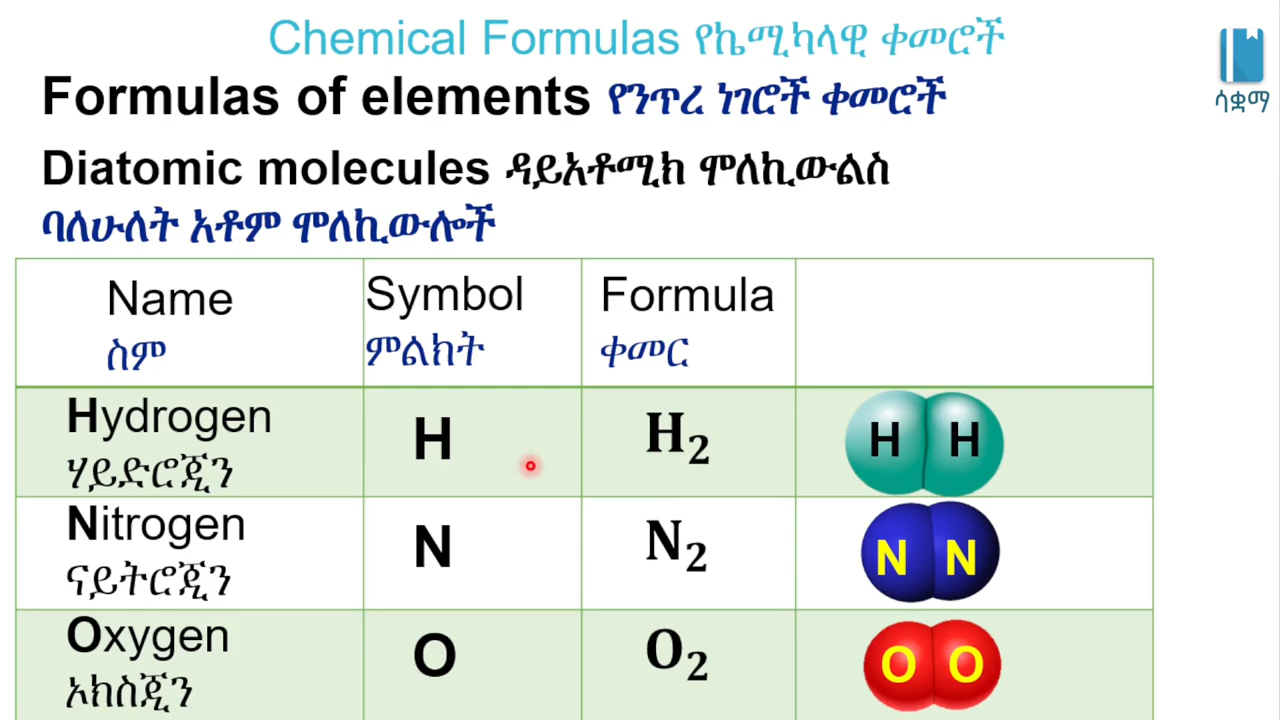 Chemical Formulas የኬሚካላዊ ቀመሮች
ሳቋማ
Formulas of elements የንጥረ ነገሮች ቀመሮች
Diatomic molecules ዳይአቶሚክ ሞለኪውልስ
ባለሁለት አቶም ሞለኪውሎች
Name Symbol Formula
ስም ምልክት ቀመር
Hydrogen H H₂ H H
ሃይድሮጂን
Nitrogen N N₂ N N
ናይትሮጂን
Oxygen O O₂ O O
ኦክስጂን